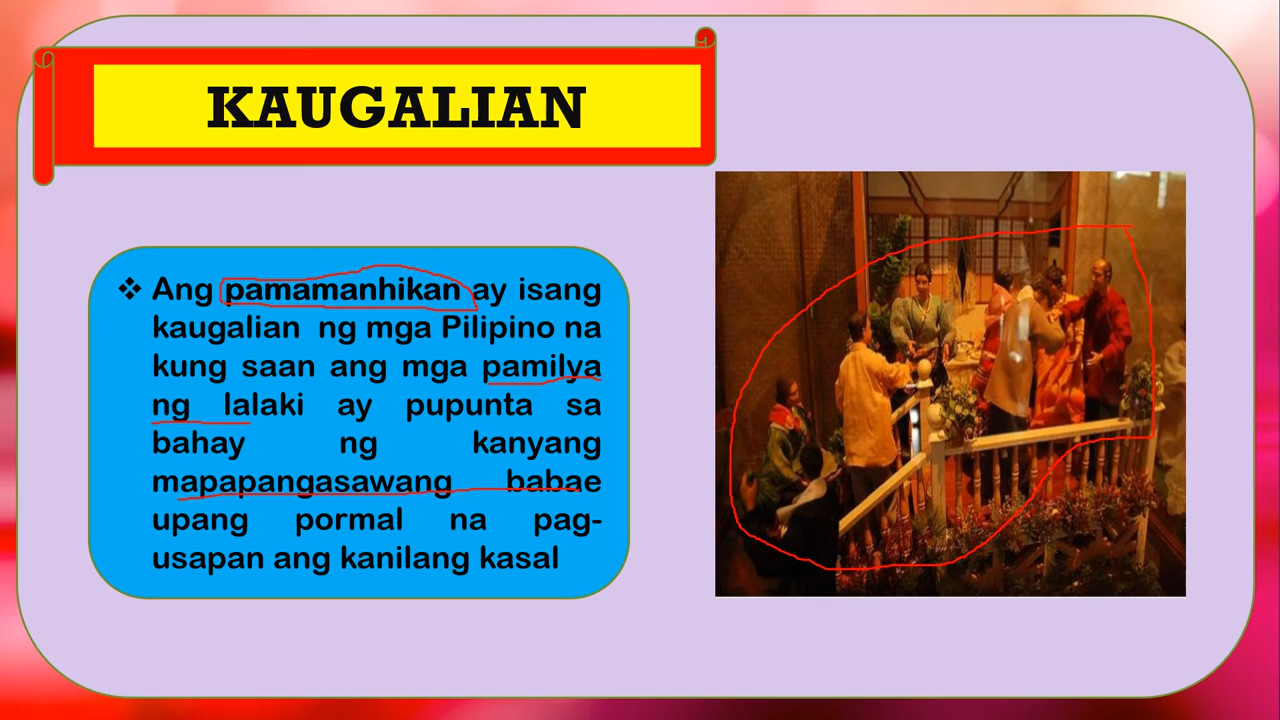 KAUGALIAN
❖ Ang pamamanhikan ay isang
kaugalian ng mga Pilipino na
kung saan ang mga pamilya
ng lalaki ay pupunta sa
bahay ng kanyang
mapapangasawang babae
upang pormal na pag-
usapan ang kanilang kasal